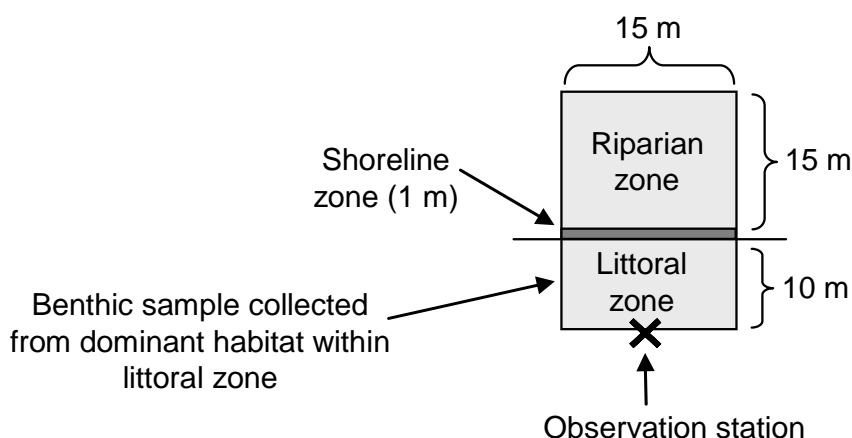 15 m
Riparian
zone
15 m
Shoreline
zone (1 m)
Littoral
zone
10 m
Benthic sample collected
from dominant habitat within
littoral zone
Observation station